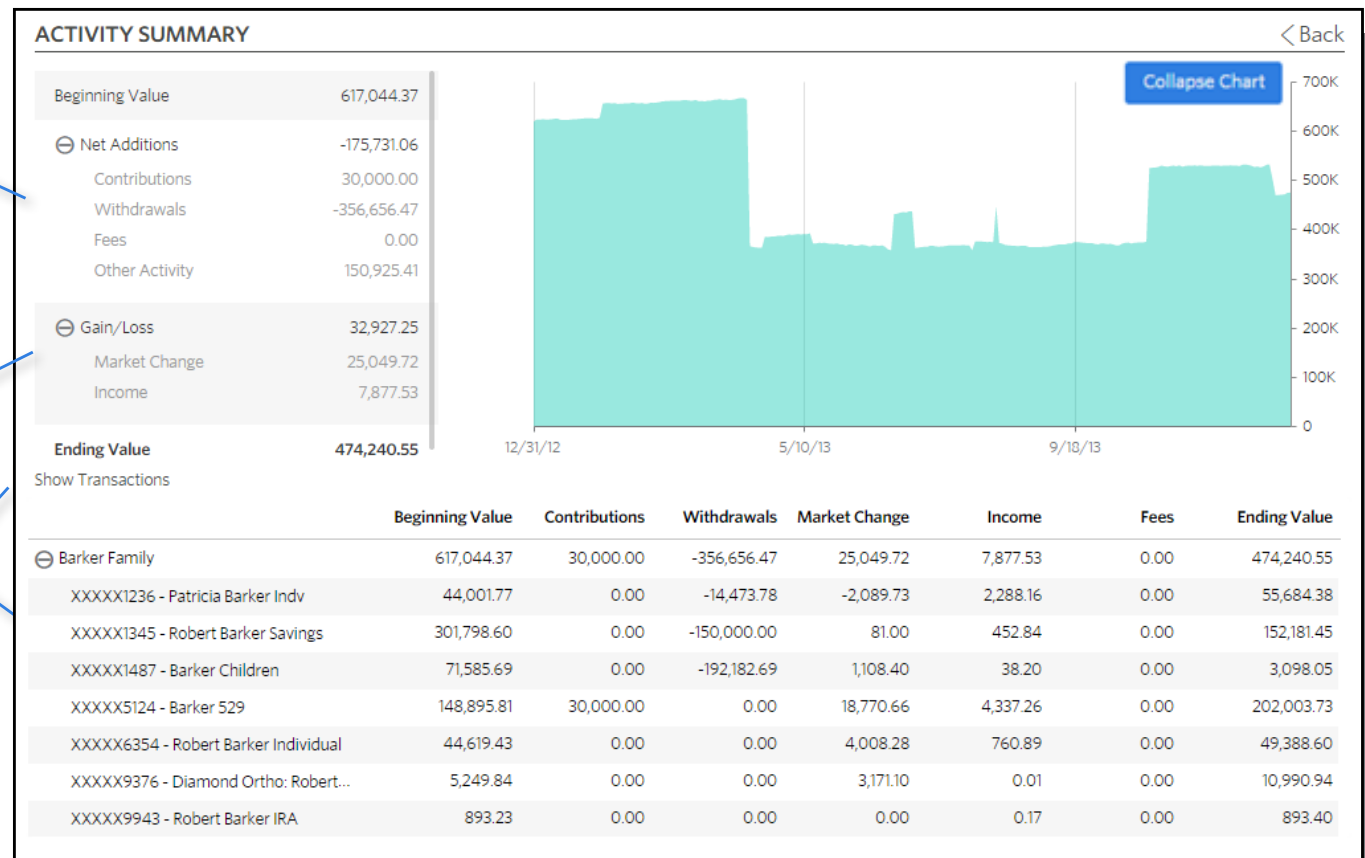 ACTIVITY SUMMARY
Back
Beginning Value 617,044.37
Net Additions -175,731.06
Contributions 30,000.00
Withdrawals -356,656.47
Fees 0.00
Other Activity 150,925.41
Gain/Loss 32,927.25
Market Change 25,049.72
Income 7,877.53
Ending Value 474,240.55
Show Transactions
Collapse Chart
700K
600K
500K
400K
300K
200K
100K
0
12/31/12 5/10/13 9/18/13
Beginning Value Contributions Withdrawals Market Change Income Fees Ending Value
Barker Family 617,044.37 30,000.00 -356,656.47 25,049.72 7,877.53 0.00 474,240.55
XXXXX1236 - Patricia Barker Indv 44,001.77 0.00 -14,473.78 -2,089.73 2,288.16 0.00 55,684.38
XXXXX1345 - Robert Barker Savings 301,798.60 0.00 -150,000.00 81.00 452.84 0.00 152,181.45
XXXXX1487 - Barker Children 71,585.69 0.00 -192,182.69 1,108.40 38.20 0.00 3,098.05
XXXXX5124 - Barker 529 148,895.81 30,000.00 0.00 18,770.66 4,337.26 0.00 202,003.73
XXXXX6354 - Robert Barker Individual 44,619.43 0.00 0.00 4,008.28 760.89 0.00 49,388.60
XXXXX9376 - Diamond Ortho: Robert... 5,249.84 0.00 0.00 3,171.10 0.01 0.00 10,990.94
XXXXX9943 - Robert Barker IRA 893.23 0.00 0.00 0.00 0.17 0.00 893.40